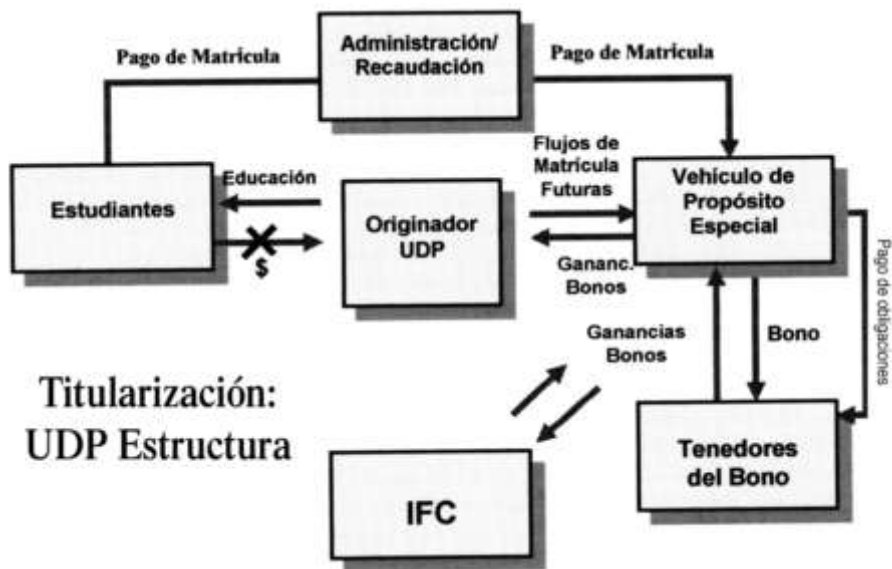 Pago de Matrícula
Administración/
Recaudación
Pago de Matrícula
Estudiantes
Educación
$
Originador
UDP
Flujos de
Matrícula
Futuras
Gananc.
Bonos
Vehículo de
Propósito
Especial
Pago de obligaciones
Ganancias
Bonos
Bono
Titularización:
UDP Estructura
IFC
Tenedores
del Bono